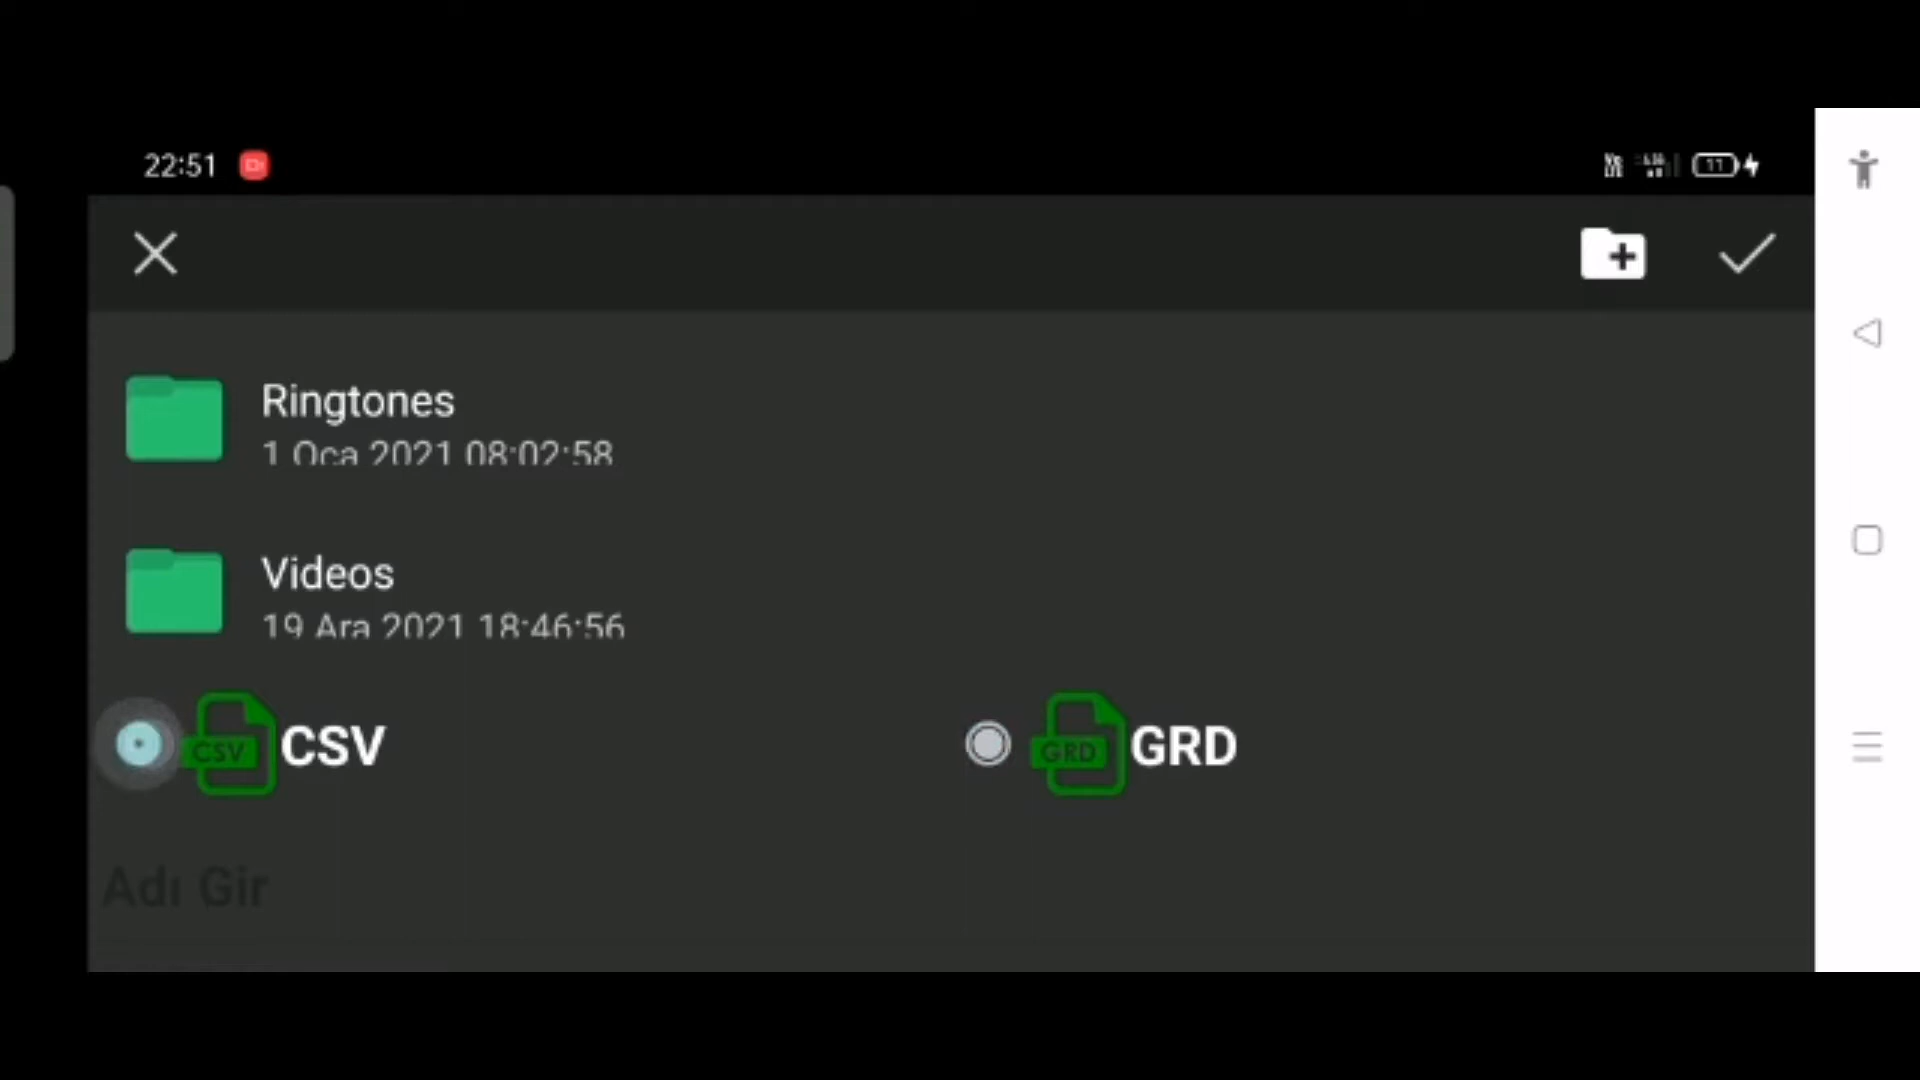 22:51
11
Ringtones
1 Oca 2021 08:02:58
Videos
19 Ara 2021 18:46:56
CSV CSV
GRD GRD
Adı Gir